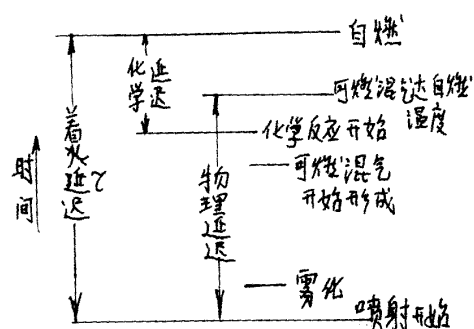 自燃
化学延迟
可燃混气达自燃
温度
化学反应开始
着火延迟τ
时间
物理延迟
可燃混气
开始形成
雾化
喷射开始